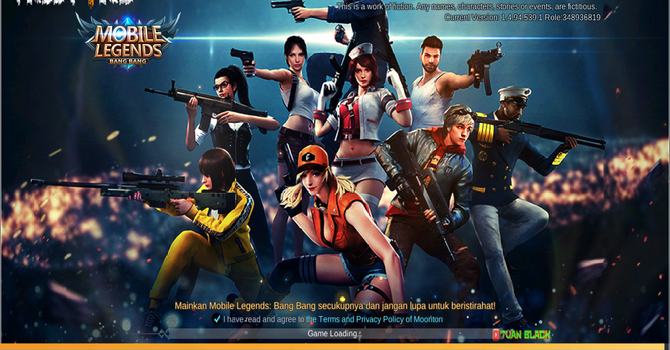 This is a work of fiction. Any names, characters, stories or events, are fictitious.
Current Version: 1.4.94.539.1 Role:348936819
MOBILE
LEGENDS
BANG BANG
Mainkan Mobile Legends: Bang Bang secukupnya dan jangan lupa untuk beristirahat!
I have read and agree to the Terms and Privacy Policy of Moonton
Game Loading...
TUAN BLACK